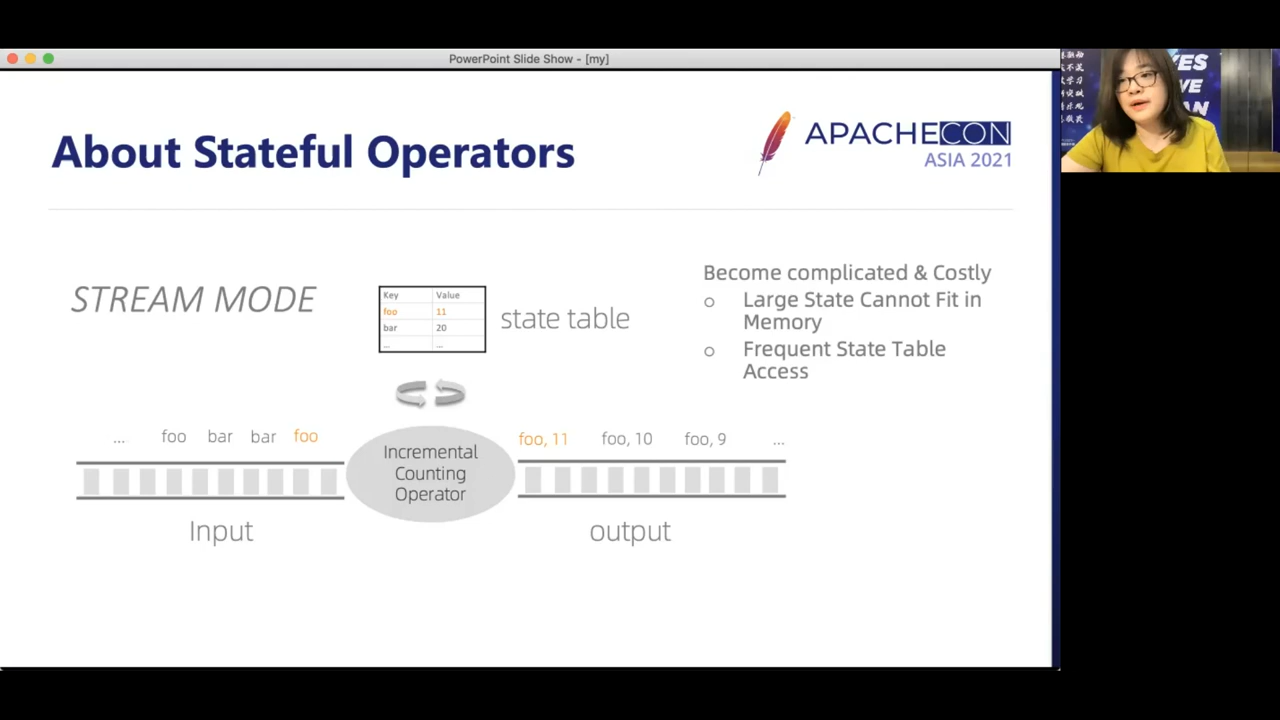 PowerPoint Slide Show - [my]
About Stateful Operators
APACHECON
ASIA 2021
STREAM MODE
Key Value
foo 11
bar 20
... ...
state table
Become complicated & Costly
Large State Cannot Fit in
Memory
Frequent State Table
Access
... foo bar bar foo
Incremental
Counting
Operator
foo, 11 foo, 10 foo, 9 ...
Input
output
YES
WE